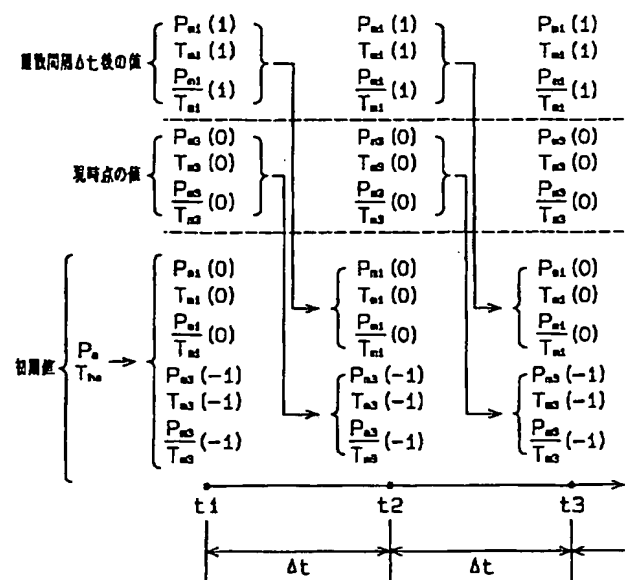 Pm1(1) Pm1(1) Pm1(1)
間隔Δt後の値 Tm1(1) Tm1(1) Tm1(1)
Pm1/Tm1(1) Pm1/Tm1(1) Pm1/Tm1(1)
Pm3(0) Pm3(0) Pm3(0)
現時点の値 Tm3(0) Tm3(0) Tm3(0)
Pm3/Tm3(0) Pm3/Tm3(0) Pm3/Tm3(0)
Pm1(0) Pm1(0) Pm1(0)
Tm1(0) Tm1(0) Tm1(0)
Pm1/Tm1(0) Pm1/Tm1(0) Pm1/Tm1(0)
初期値 Pa Tha
Pm3(-1) Pm3(-1) Pm3(-1)
Tm3(-1) Tm3(-1) Tm3(-1)
Pm3/Tm3(-1) Pm3/Tm3(-1) Pm3/Tm3(-1)
t1 t2 t3
Δt Δt